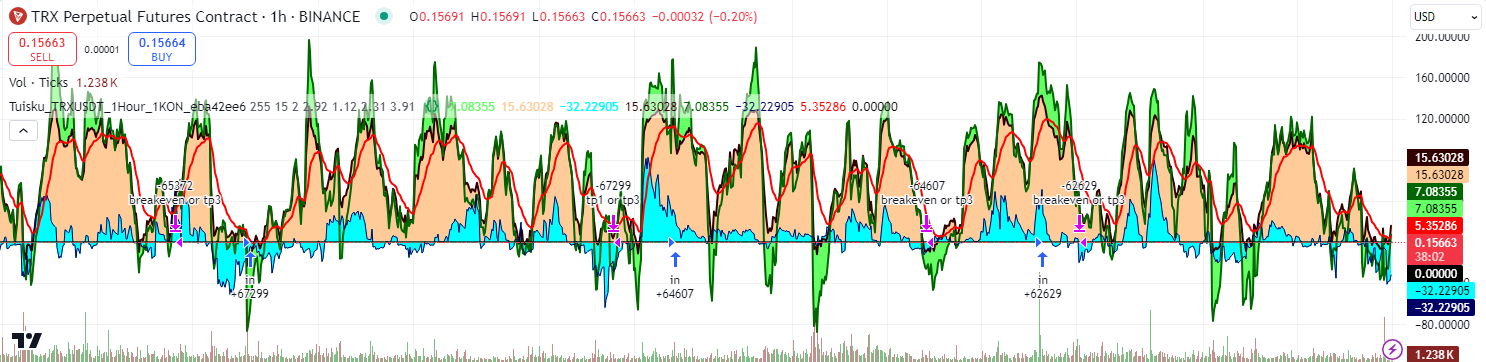 TRX Perpetual Futures Contract · 1h · BINANCE O0.15691 H0.15691 L0.15663 C0.15663 −0.00032 (−0.20%)
USD
0.15663 SELL
0.00001
0.15664 BUY
Vol · Ticks 1.238 K
Tuisku_TRXUSDT_1Hour_1KON_eba42ee6 255 15 2 2.92 1.12 2.31 3.91 7.08355 15.63028 −32.22905 15.63028 7.08355 −32.22905 5.35286 0.00000
200.00000
160.00000
120.00000
15.63028
15.63028
7.08355
7.08355
5.35286
0.15663
38:02
0.00000
−32.22905
−32.22905
−80.00000
1.238 K
-65372
breakeven or tp3
in
+67299
-67299
tp1 or tp3
in
+64607
-64607
breakeven or tp3
in
+62629
-62629
breakeven or tp3